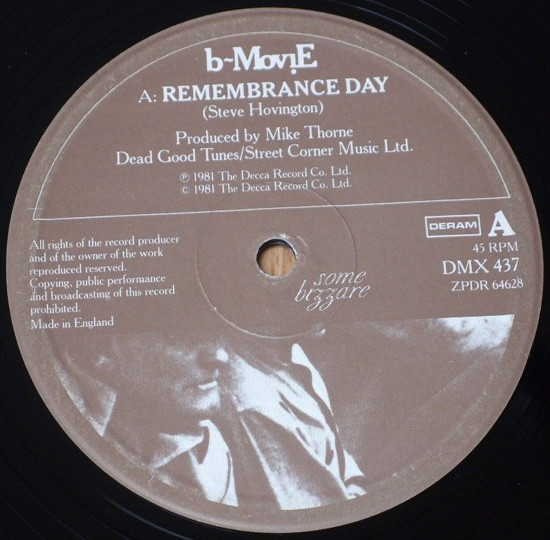 b~MoviE
A: REMEMBRANCE DAY
(Steve Hovington)
Produced by Mike Thorne
Dead Good Tunes/Street Corner Music Ltd.
℗ 1981 The Decca Record Co. Ltd.
© 1981 The Decca Record Co. Ltd.
All rights of the record producer
and of the owner of the work
reproduced reserved.
Copying, public performance
and broadcasting of this record
prohibited.
Made in England
DERAM A
45 RPM
DMX 437
ZPDR 64628
some
bizzare